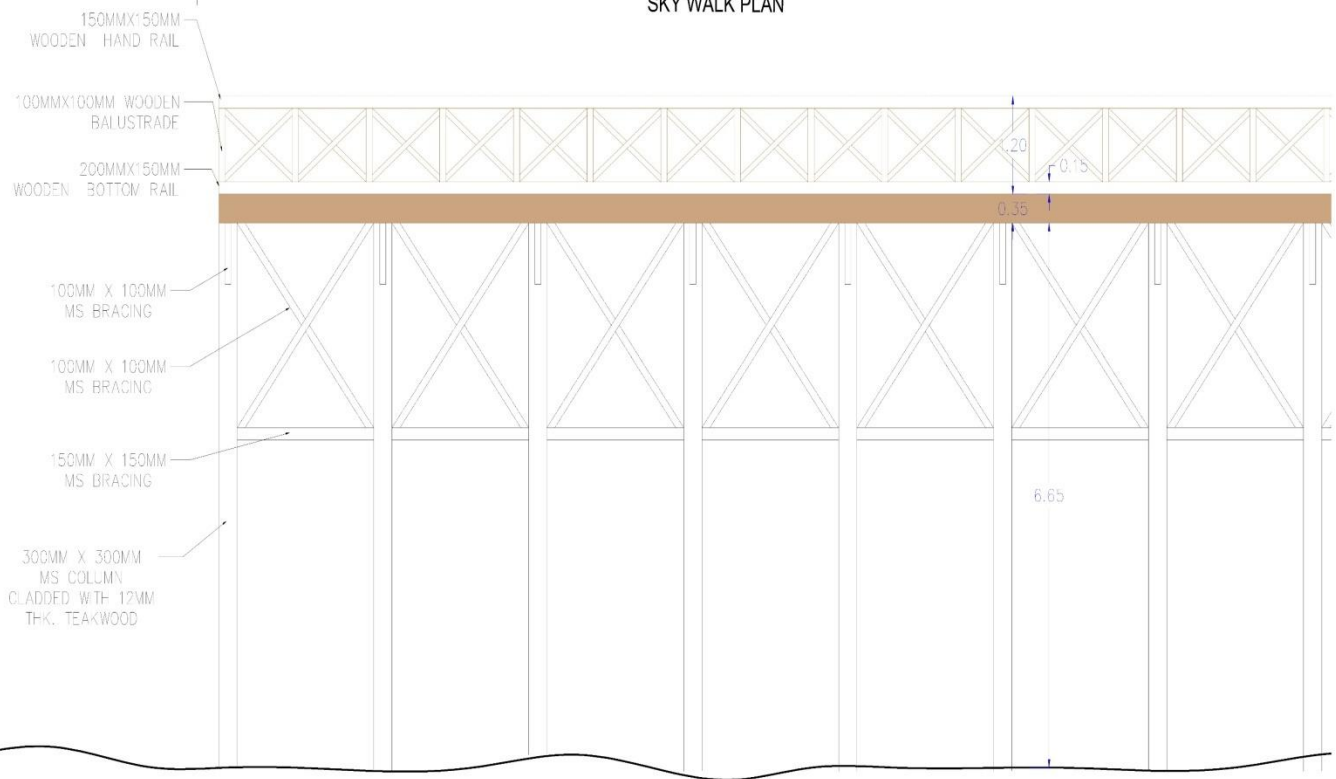 SKY WALK PLAN
150MMX150MM
WOODEN HAND RAIL
100MMX100MM WOODEN
BALUSTRADE
200MMX150MM
WOODEN BOTTOM RAIL
.20
0.15
0.35
100MM X 100MM
MS BRACING
100MM X 100MM
MS BRACING
150MM X 150MM
MS BRACING
6.65
300MM X 300MM
MS COLUMN
CLADDED WITH 12MM
THK. TEAKWOOD